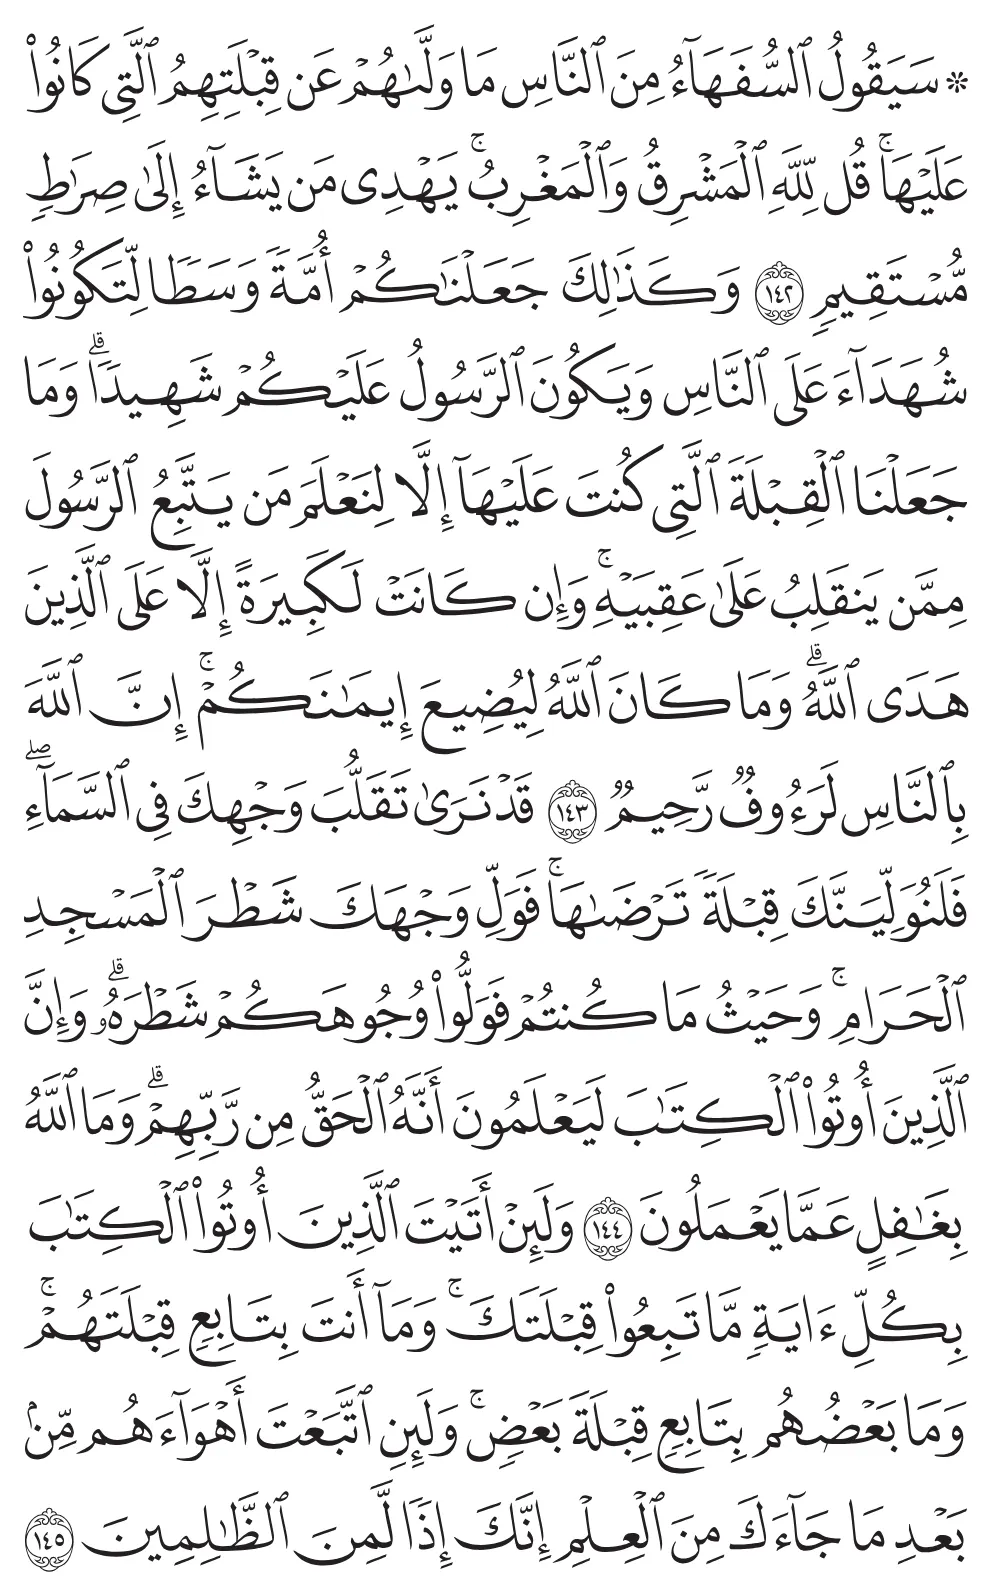 ۞ سَيَقُولُ ٱلسُّفَهَآءُ مِنَ ٱلنَّاسِ مَا وَلَّىٰهُمْ عَن قِبْلَتِهِمُ ٱلَّتِى كَانُوا۟
عَلَيْهَا ۚ قُل لِّلَّهِ ٱلْمَشْرِقُ وَٱلْمَغْرِبُ ۚ يَهْدِى مَن يَشَآءُ إِلَىٰ صِرَٰطٍ
مُّسْتَقِيمٍ ١٤٢ وَكَذَٰلِكَ جَعَلْنَٰكُمْ أُمَّةً وَسَطًا لِّتَكُونُوا۟
شُهَدَآءَ عَلَى ٱلنَّاسِ وَيَكُونَ ٱلرَّسُولُ عَلَيْكُمْ شَهِيدًا ۗ وَمَا
جَعَلْنَا ٱلْقِبْلَةَ ٱلَّتِى كُنتَ عَلَيْهَآ إِلَّا لِنَعْلَمَ مَن يَتَّبِعُ ٱلرَّسُولَ
مِمَّن يَنقَلِبُ عَلَىٰ عَقِبَيْهِ ۚ وَإِن كَانَتْ لَكَبِيرَةً إِلَّا عَلَى ٱلَّذِينَ
هَدَى ٱللَّهُ ۗ وَمَا كَانَ ٱللَّهُ لِيُضِيعَ إِيمَٰنَكُمْ ۚ إِنَّ ٱللَّهَ
بِٱلنَّاسِ لَرَءُوفٌ رَّحِيمٌ ١٤٣ قَدْ نَرَىٰ تَقَلُّبَ وَجْهِكَ فِى ٱلسَّمَآءِ ۖ
فَلَنُوَلِّيَنَّكَ قِبْلَةً تَرْضَىٰهَا ۚ فَوَلِّ وَجْهَكَ شَطْرَ ٱلْمَسْجِدِ
ٱلْحَرَامِ ۚ وَحَيْثُ مَا كُنتُمْ فَوَلُّوا۟ وُجُوهَكُمْ شَطْرَهُۥ ۗ وَإِنَّ
ٱلَّذِينَ أُوتُوا۟ ٱلْكِتَٰبَ لَيَعْلَمُونَ أَنَّهُ ٱلْحَقُّ مِن رَّبِّهِمْ ۗ وَمَا ٱللَّهُ
بِغَٰفِلٍ عَمَّا يَعْمَلُونَ ١٤٤ وَلَئِنْ أَتَيْتَ ٱلَّذِينَ أُوتُوا۟ ٱلْكِتَٰبَ
بِكُلِّ ءَايَةٍ مَّا تَبِعُوا۟ قِبْلَتَكَ ۚ وَمَآ أَنتَ بِتَابِعٍ قِبْلَتَهُمْ ۚ
وَمَا بَعْضُهُم بِتَابِعٍ قِبْلَةَ بَعْضٍ ۚ وَلَئِنِ ٱتَّبَعْتَ أَهْوَآءَهُم مِّنۢ
بَعْدِ مَا جَآءَكَ مِنَ ٱلْعِلْمِ إِنَّكَ إِذًا لَّمِنَ ٱلظَّٰلِمِينَ ١٤٥